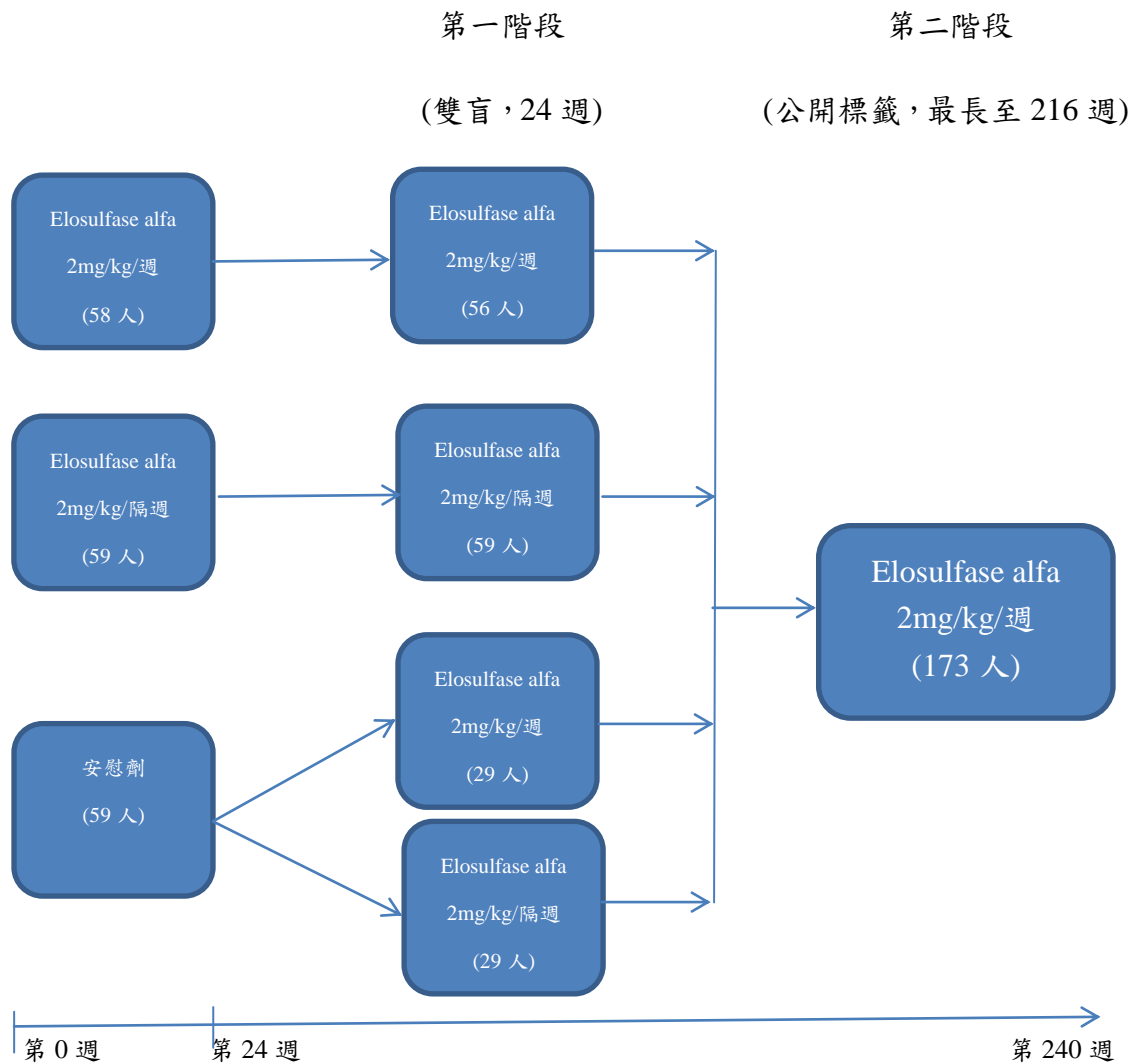 第一階段
第二階段
(雙盲，24 週)
(公開標籤，最長至 216 週)
Elosulfase alfa
2mg/kg/週
(58 人)
Elosulfase alfa
2mg/kg/週
(56 人)
Elosulfase alfa
2mg/kg/隔週
(59 人)
Elosulfase alfa
2mg/kg/隔週
(59 人)
Elosulfase alfa
2mg/kg/週
(173 人)
安慰劑
(59 人)
Elosulfase alfa
2mg/kg/週
(29 人)
Elosulfase alfa
2mg/kg/隔週
(29 人)
第 0 週
第 24 週
第 240 週